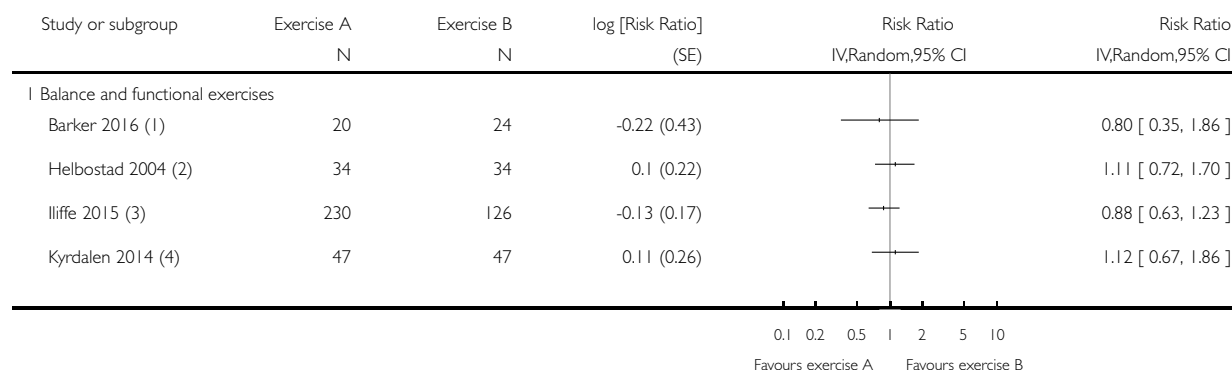 Study or subgroup Exercise A Exercise B log [Risk Ratio] Risk Ratio Risk Ratio
N N (SE) IV,Random,95% CI IV,Random,95% CI
1 Balance and functional exercises
Barker 2016 (1) 20 24 -0.22 (0.43) 0.80 [ 0.35, 1.86 ]
Helbostad 2004 (2) 34 34 0.1 (0.22) 1.11 [ 0.72, 1.70 ]
Iliffe 2015 (3) 230 126 -0.13 (0.17) 0.88 [ 0.63, 1.23 ]
Kyrdalen 2014 (4) 47 47 0.11 (0.26) 1.12 [ 0.67, 1.86 ]
0.1 0.2 0.5 1 2 5 10
Favours exercise A Favours exercise B